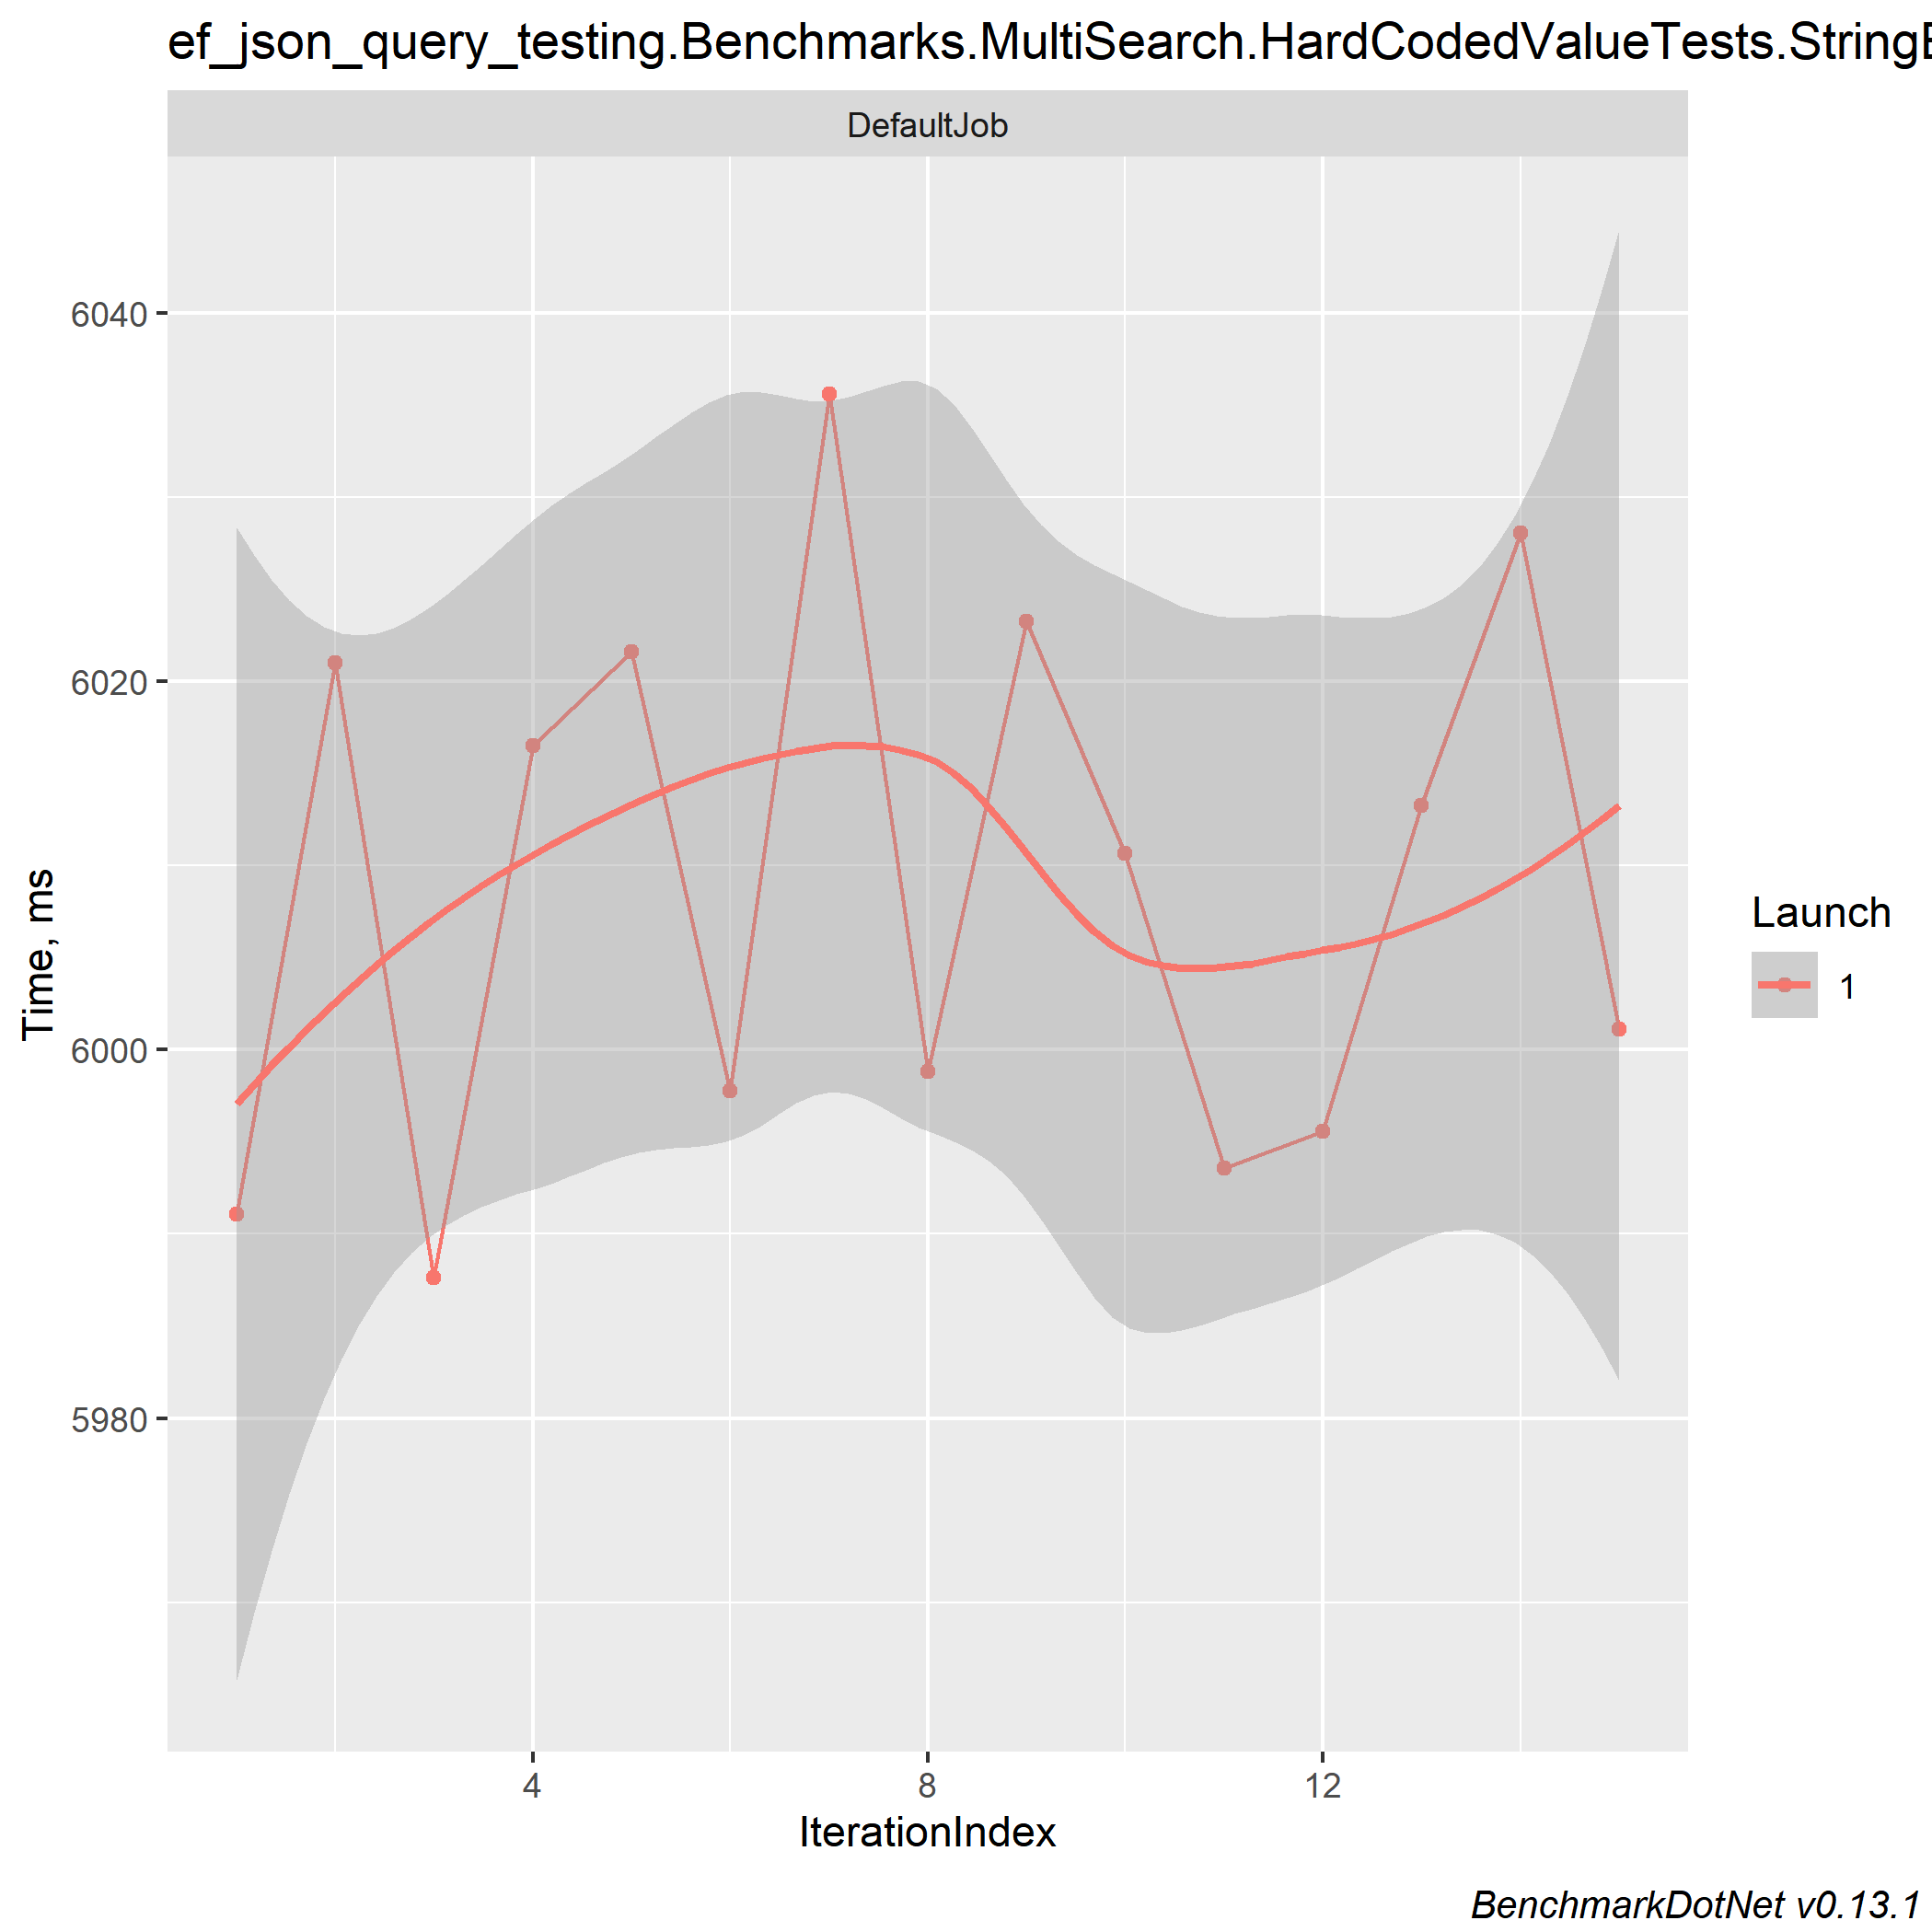 ef_json_query_testing.Benchmarks.MultiSearch.HardCodedValueTests.String
DefaultJob
6040
6020
6000
5980
Time, ms
4
8
12
IterationIndex
Launch
1
BenchmarkDotNet v0.13.1